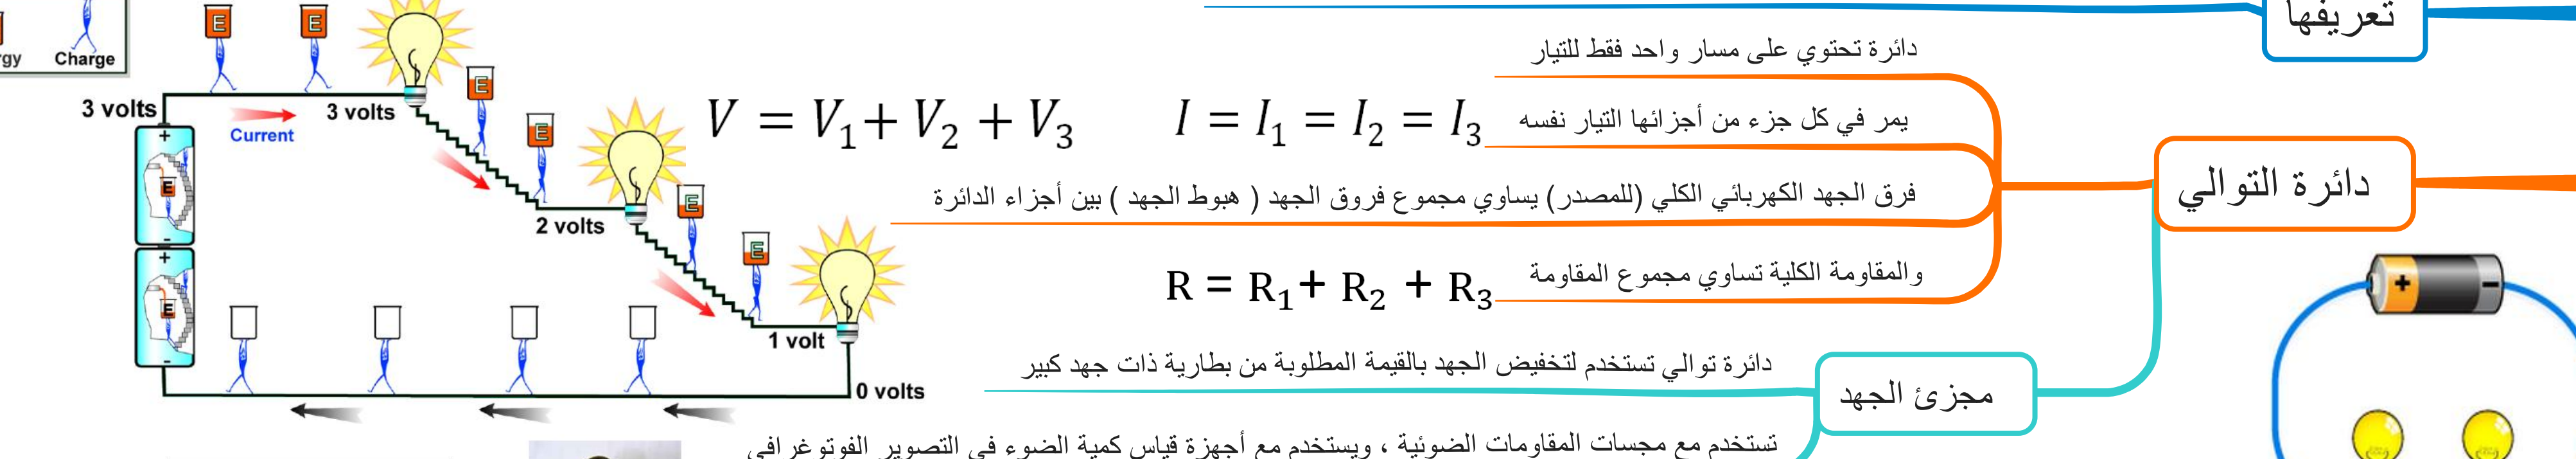 تعريفها
دائرة التوالي
دائرة تحتوي على مسار واحد فقط للتيار
يمر في كل جزء من أجزائها التيار نفسه
I = I₁ = I₂ = I₃
V = V₁+ V₂ + V₃
فرق الجهد الكهربائي الكلي (للمصدر) يساوي مجموع فروق الجهد ( هبوط الجهد ) بين أجزاء الدائرة
والمقاومة الكلية تساوي مجموع المقاومة
R = R₁+ R₂ + R₃
مجزئ الجهد
دائرة توالي تستخدم لتخفيض الجهد بالقيمة المطلوبة من بطارية ذات جهد كبير
تستخدم مع مجسات المقاومات الضوئية ، ويستخدم مع أجهزة قياس كمية الضوء في التصوير الفوتوغرافي
Charge
E
E
3 volts
3 volts
Current
E
E
2 volts
E
E
1 volt
0 volts
+
E
-
+
E
-
+
-